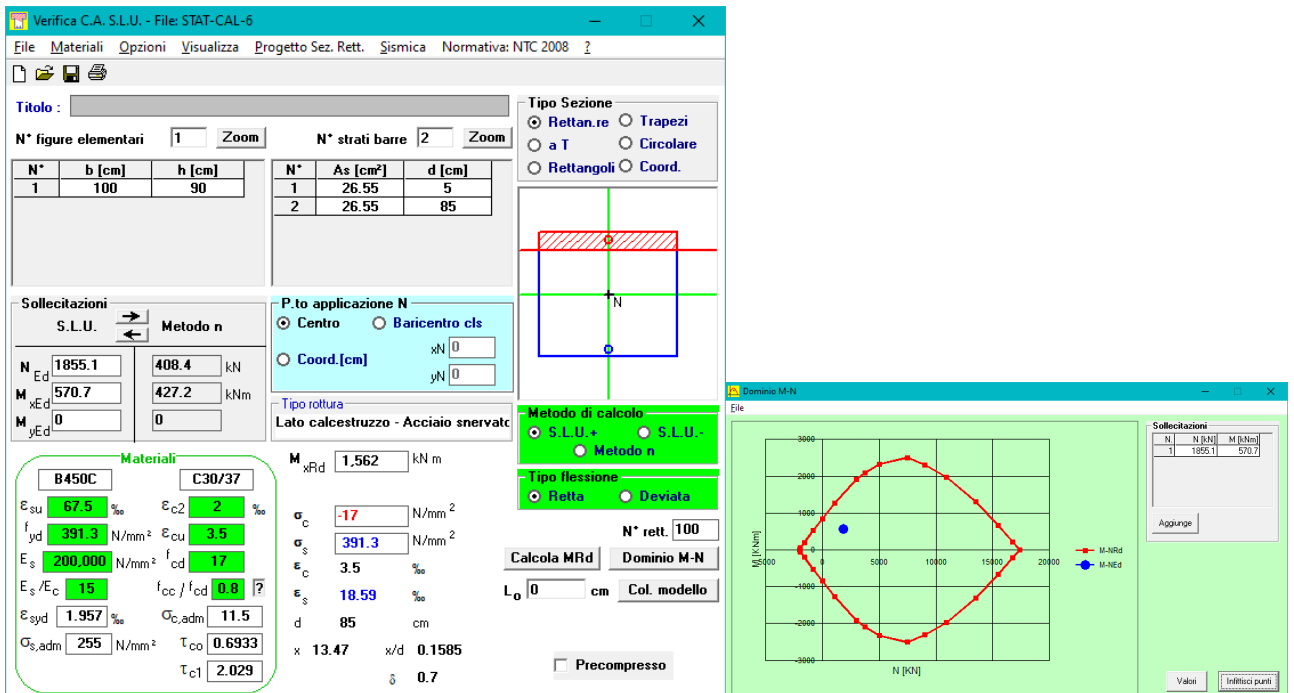 Verifica C.A. S.L.U. - File: STAT-CAL-6
File Materiali Opzioni Visualizza Progetto Sez. Rett. Sismica Normativa: NTC 2008 ?
Titolo :
N° figure elementari 1 Zoom N° strati barre 2 Zoom
N° b [cm] h [cm]
1 100 90
N° As [cm²] d [cm]
1 26.55 5
2 26.55 85
Tipo Sezione
Rettan.re Trapezi
a T Circolare
Rettangoli Coord.
N
Sollecitazioni
S.L.U. Metodo n
N Ed 1855.1 408.4 kN
M xEd 570.7 427.2 kNm
M yEd 0 0
P.to applicazione N
Centro Baricentro cls
Coord.[cm] xN 0
yN 0
Tipo rottura
Lato calcestruzzo - Acciaio snervato
Metodo di calcolo
S.L.U.+ S.L.U.-
Metodo n
Tipo flessione
Retta Deviata
N° rett. 100
Calcola MRd Dominio M-N
L o 0 cm Col. modello
Precompresso
Materiali
B450C C30/37
εsu 67.5 ‰ εc2 2 ‰
fyd 391.3 N/mm² εcu 3.5
Es 200,000 N/mm² fcd 17
Es/Ec 15 fcc / fcd 0.8 ?
εsyd 1.957 ‰ σc,adm 11.5
σs,adm 255 N/mm² τco 0.6933
τc1 2.029
M xRd 1,562 kN m
σc -17 N/mm²
σs 391.3 N/mm²
εc 3.5 ‰
εs 18.59 ‰
d 85 cm
x 13.47 x/d 0.1585
δ 0.7
Dominio M-N
File
3000
2000
1000
0
-1000
-2000
-3000
M [KNm]
-5000 0 5000 10000 15000 20000
N [KN]
M-NRd
M-NEd
Sollecitazioni
N. N [kN] M [kNm]
1 1855.1 570.7
Aggiunge
Valori Infittisci punti